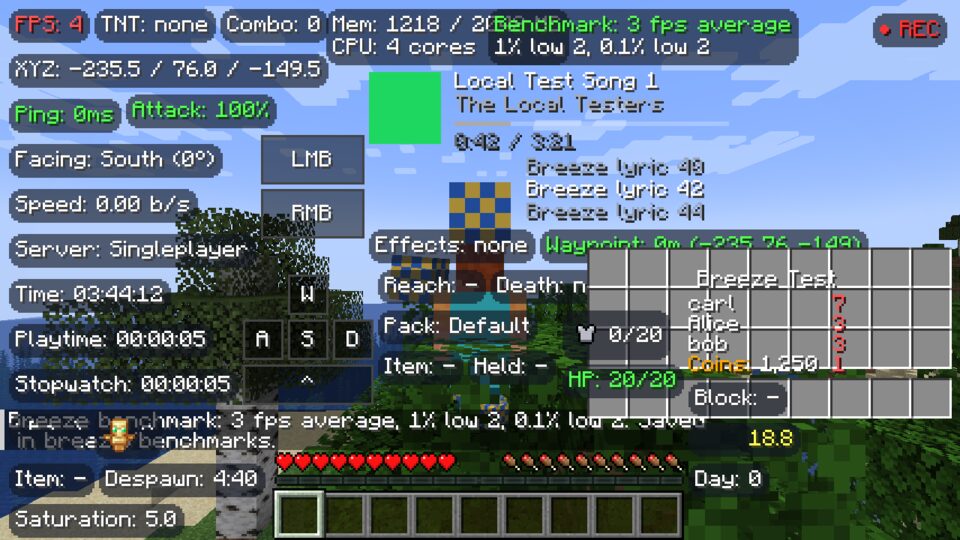 FPS: 4
TNT: none
Combo: 0
Mem: 1218 /
Benchmark: 3 fps average
REC
CPU: 4 cores
1% low 2, 0.1% low 2
XYZ: -235.5 / 76.0 / -149.5
Local Test Song 1
The Local Testers
Ping: 0ms
Attack: 100%
0:42 / 3:21
Facing: South (0°)
LMB
Breeze lyric 40
Breeze lyric 42
Breeze lyric 44
Speed: 0.00 b/s
RMB
Server: Singleplayer
Effects: none
Waypoint: 0m (-235,76,-149)
Time: 03:44:12
W
Reach: -
Death: n
Breeze Test
carl 7
Alice 3
bob 3
Coins: 1,250 1
Playtime: 00:00:05
A S D
Pack: Default
0/20
Stopwatch: 00:00:05
^
Item: -
Held: -
HP: 20/20
Block: -
Breeze benchmark: 3 fps average, 1% low 2, 0.1% low 2. Saved
in breeze benchmarks.
18.8
Item: -
Despawn: 4:40
Day: 0
Saturation: 5.0